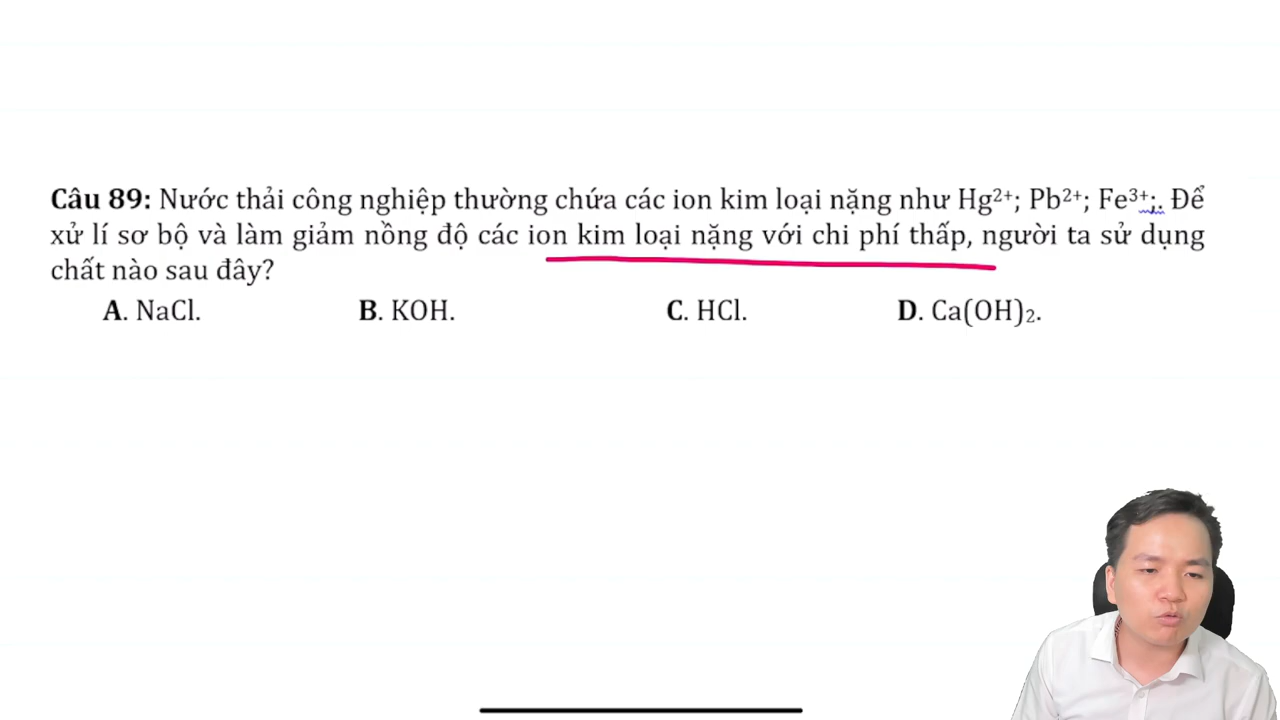 Câu 89: Nước thải công nghiệp thường chứa các ion kim loại nặng như Hg²⁺; Pb²⁺; Fe³⁺;. Để
xử lí sơ bộ và làm giảm nồng độ các ion kim loại nặng với chi phí thấp, người ta sử dụng
chất nào sau đây?
A. NaCl. B. KOH. C. HCl. D. Ca(OH)₂.